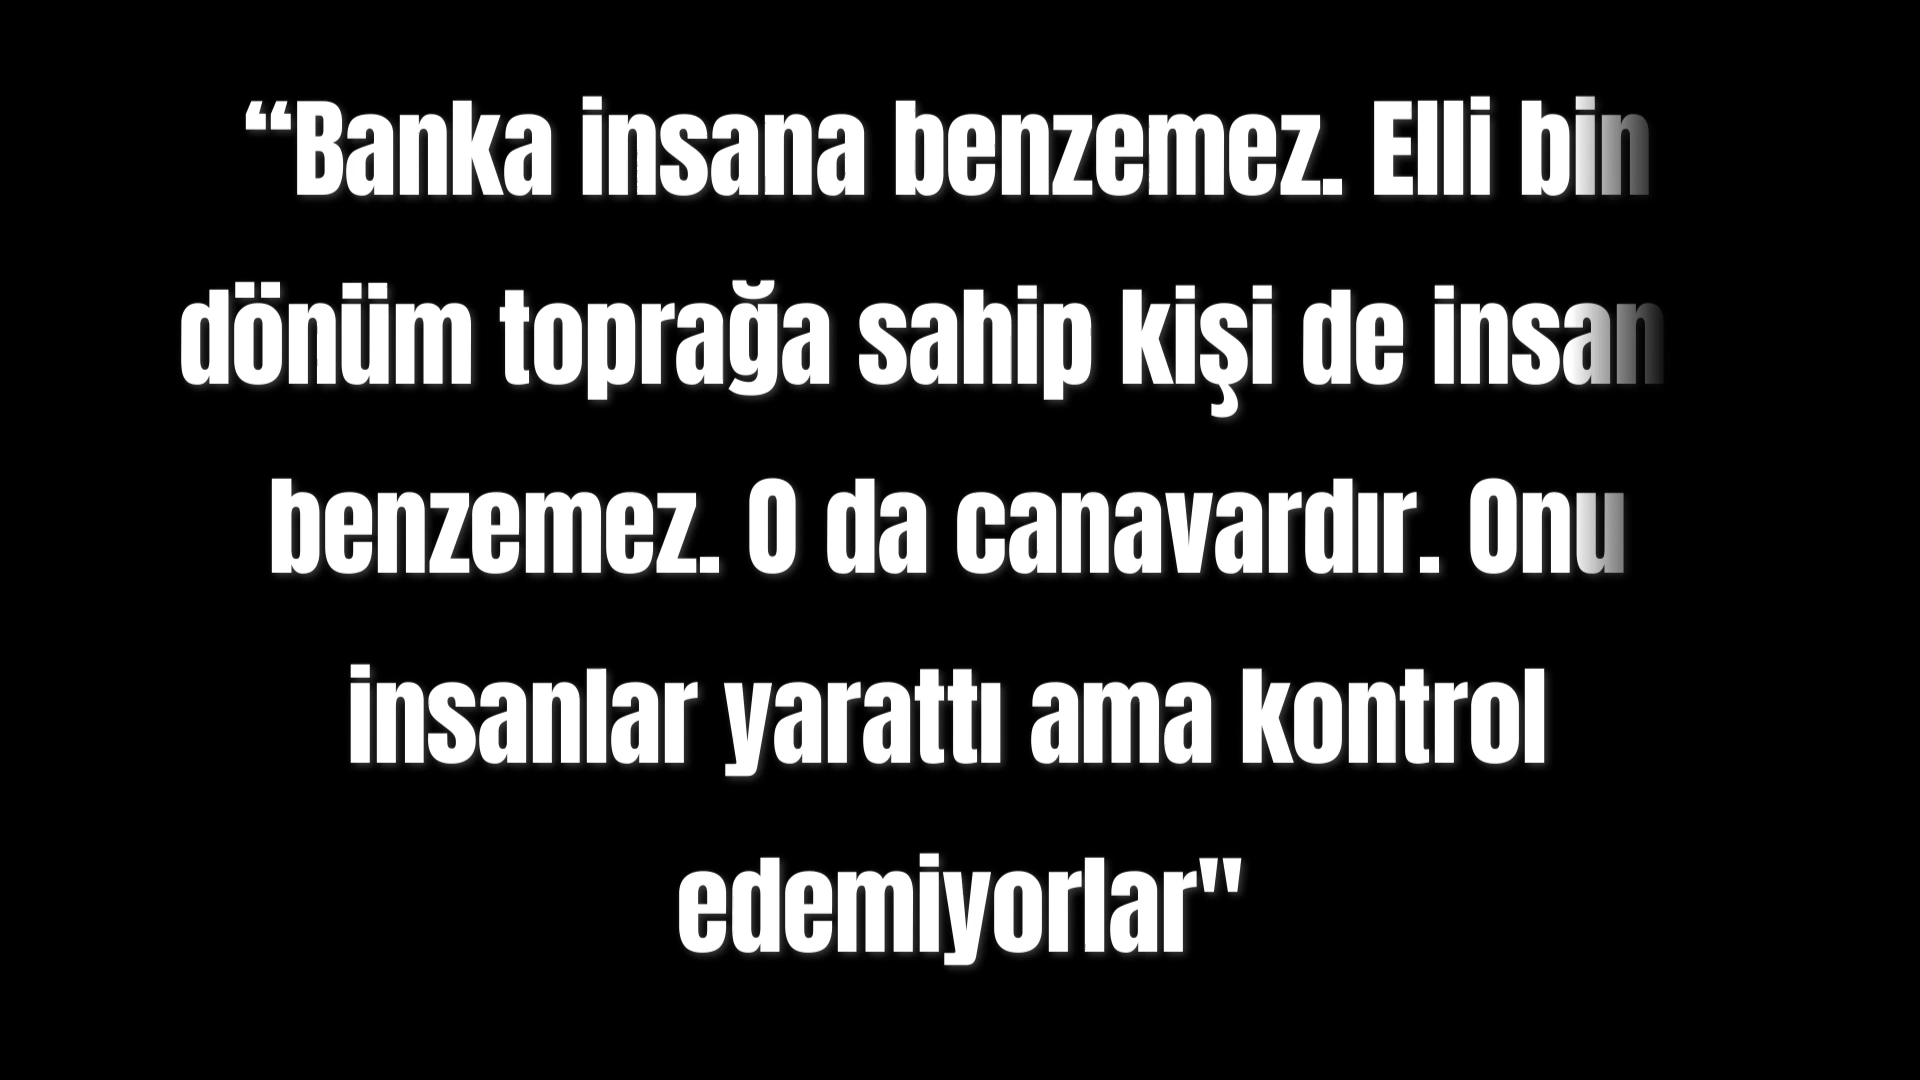 “Banka insana benzemez. Elli bin
dönüm toprağa sahip kişi de insan
benzemez. O da canavardır. Onu
insanlar yarattı ama kontrol
edemiyorlar"